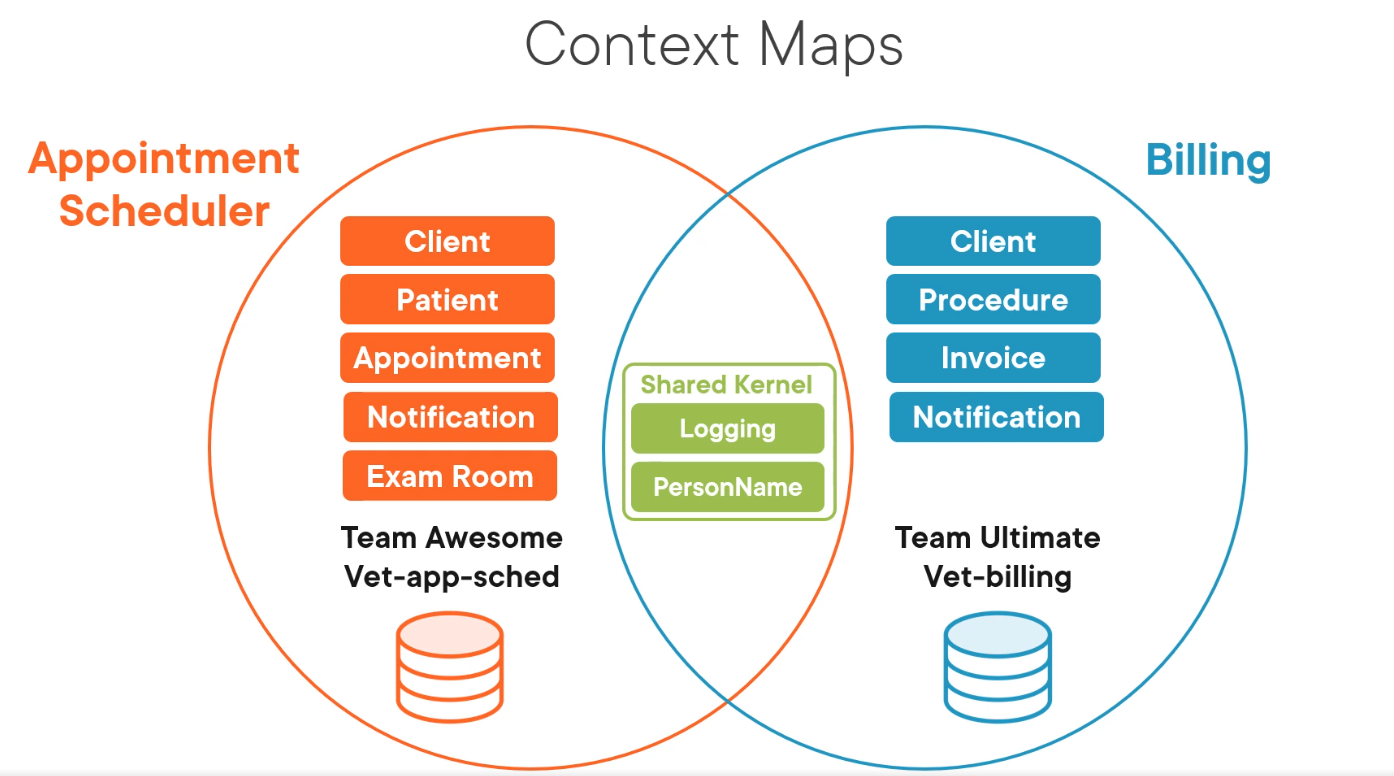 Context Maps
Appointment
Scheduler
Client
Patient
Appointment
Notification
Exam Room
Team Awesome
Vet-app-sched
Shared Kernel
Logging
PersonName
Billing
Client
Procedure
Invoice
Notification
Team Ultimate
Vet-billing